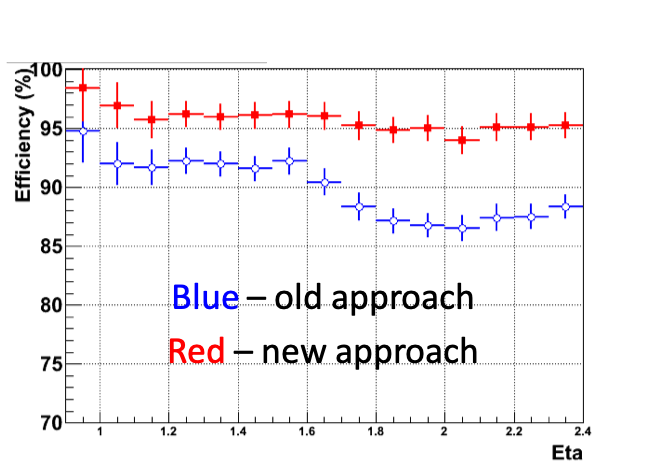 Efficiency (%)
100
95
90
85
80
75
70
Blue – old approach
Red – new approach
1 1.2 1.4 1.6 1.8 2 2.2 2.4
Eta